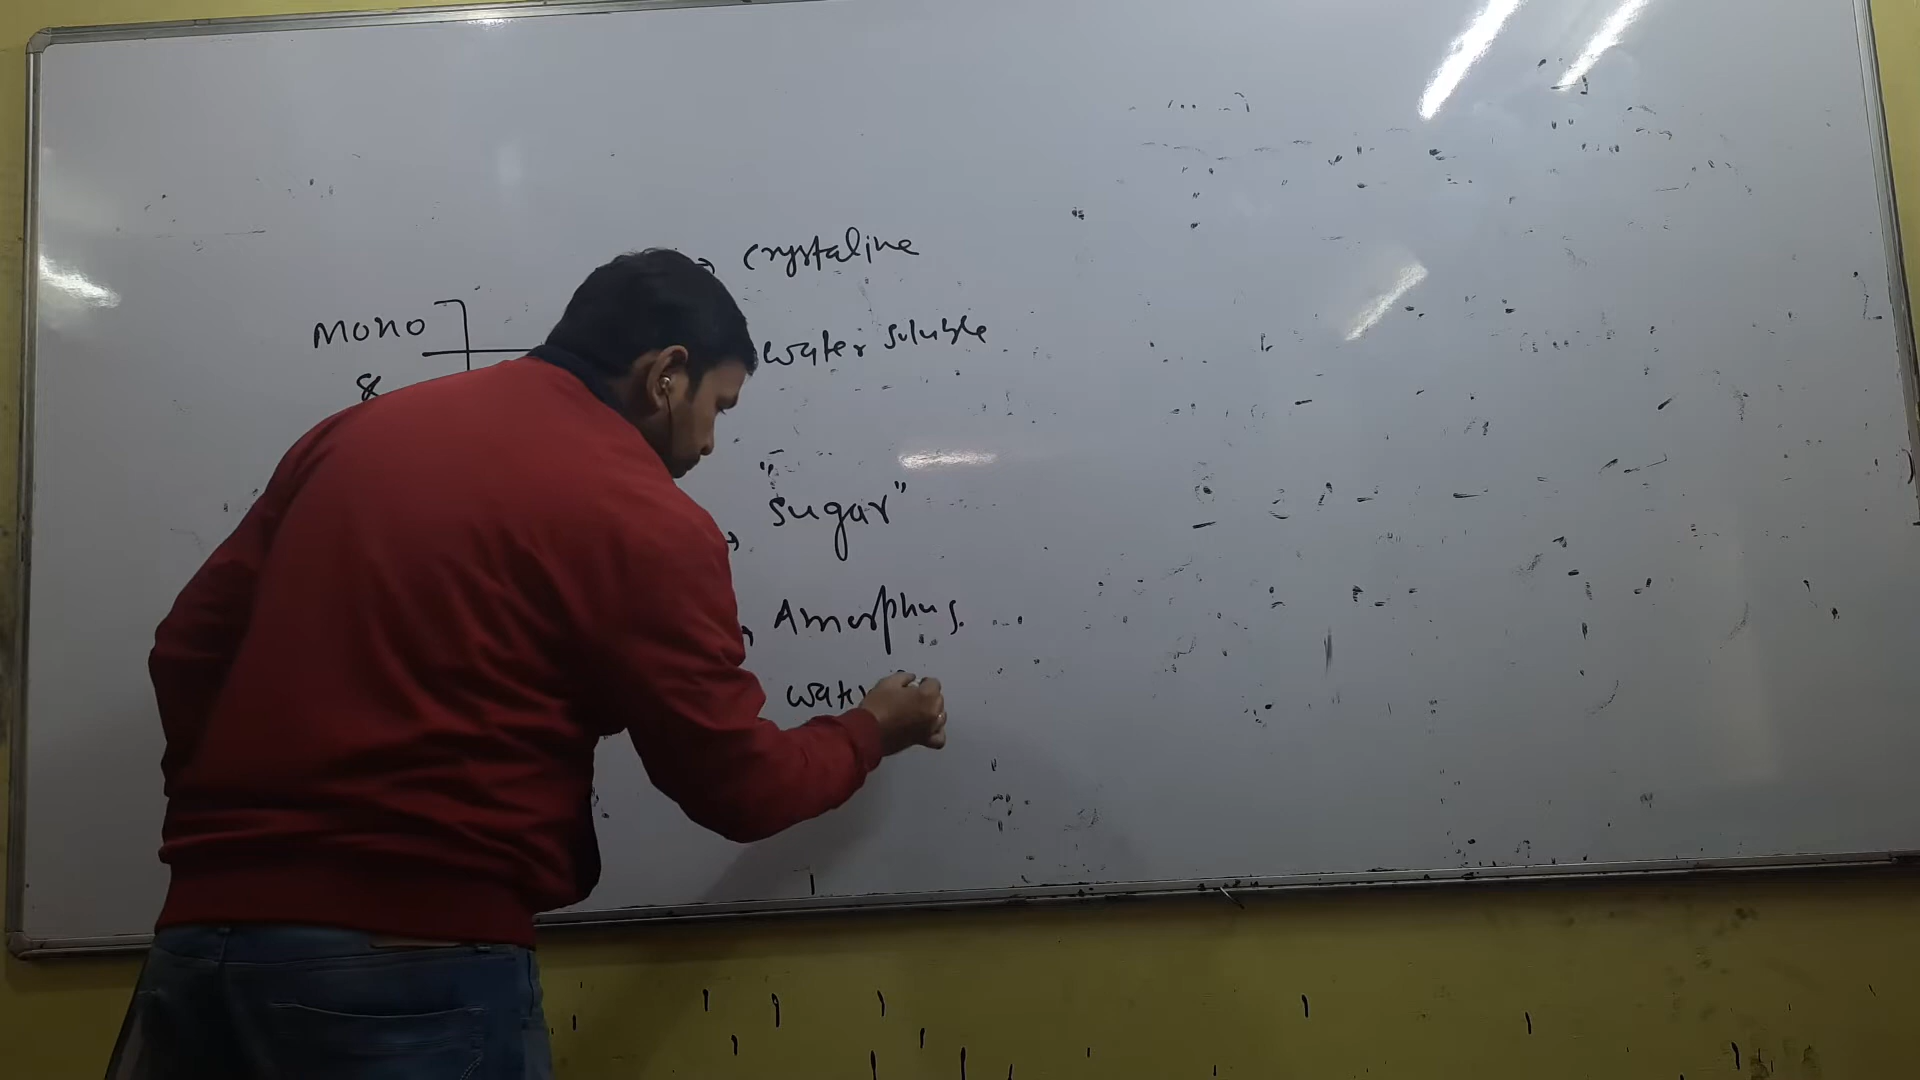 crystaline
Mono
&
water soluble
"Sugar"
Amorphus.
water